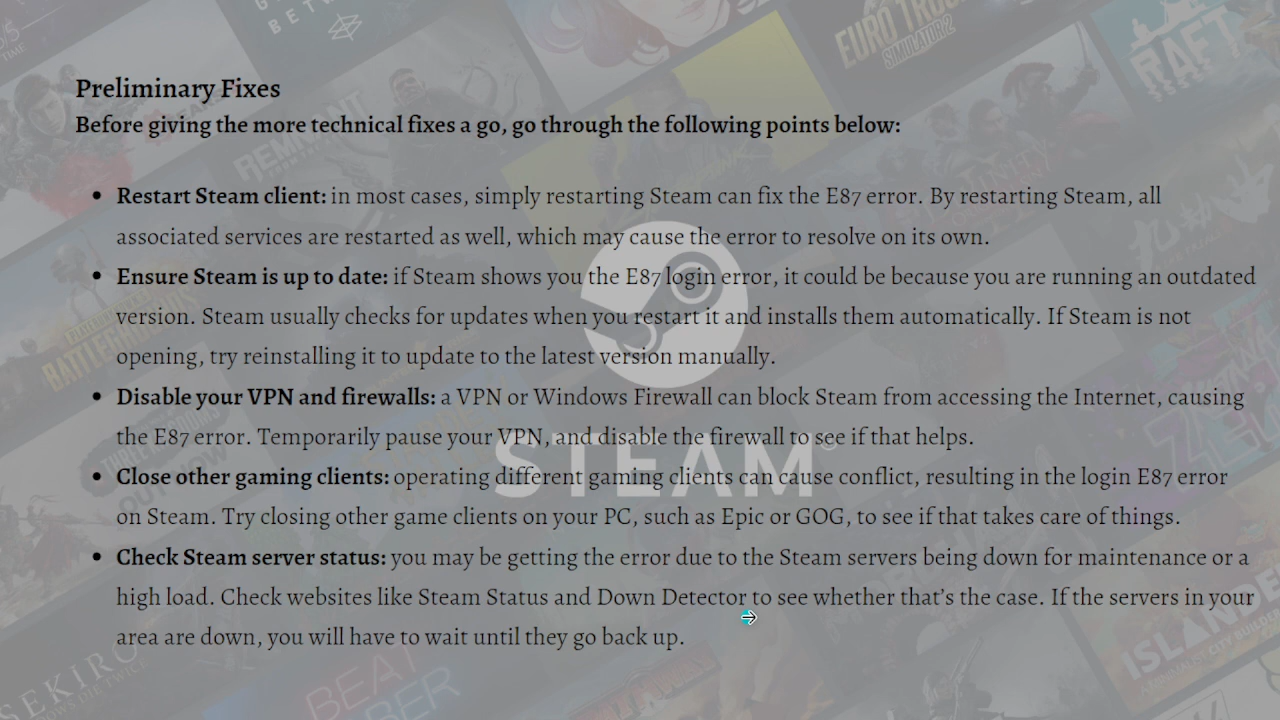 Preliminary Fixes
Before giving the more technical fixes a go, go through the following points below:
• Restart Steam client: in most cases, simply restarting Steam can fix the E87 error. By restarting Steam, all
associated services are restarted as well, which may cause the error to resolve on its own.
• Ensure Steam is up to date: if Steam shows you the E87 login error, it could be because you are running an outdated
version. Steam usually checks for updates when you restart it and installs them automatically. If Steam is not
opening, try reinstalling it to update to the latest version manually.
• Disable your VPN and firewalls: a VPN or Windows Firewall can block Steam from accessing the Internet, causing
the E87 error. Temporarily pause your VPN, and disable the firewall to see if that helps.
• Close other gaming clients: operating different gaming clients can cause conflict, resulting in the login E87 error
on Steam. Try closing other game clients on your PC, such as Epic or GOG, to see if that takes care of things.
• Check Steam server status: you may be getting the error due to the Steam servers being down for maintenance or a
high load. Check websites like Steam Status and Down Detector to see whether that's the case. If the servers in your
area are down, you will have to wait until they go back up.
STEAM®
EURO TRUCK
SIMULATOR 2
RAFT
REMNANT
SEKIRO
BEAT